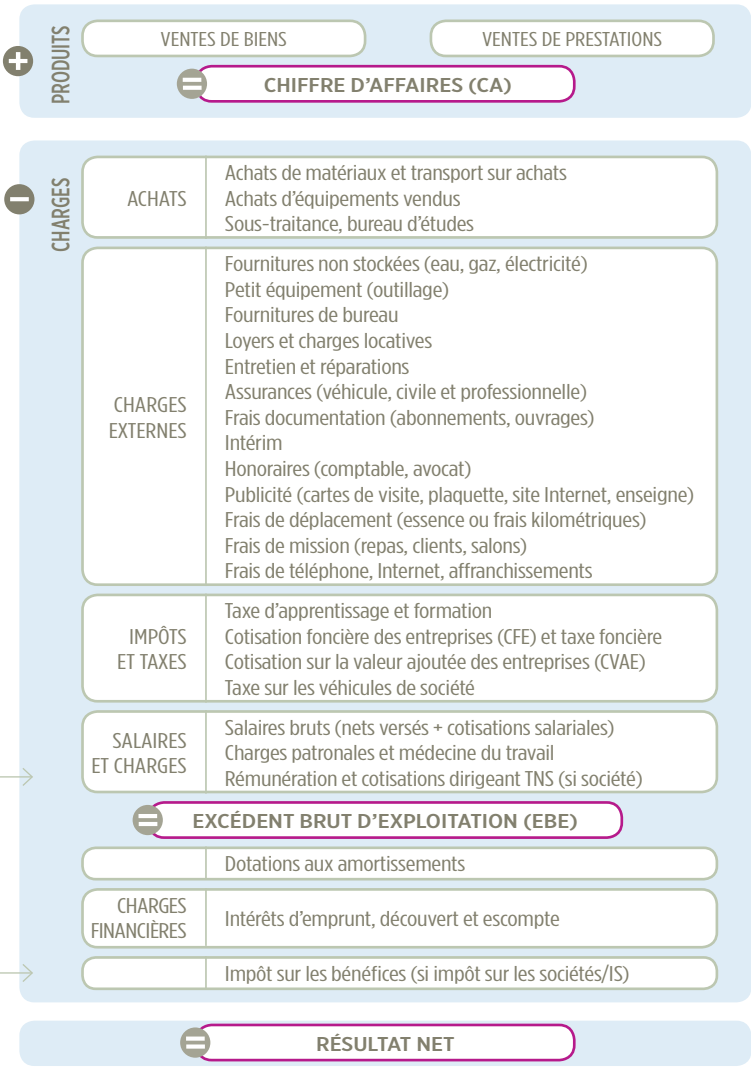 PRODUITS
VENTES DE BIENS
VENTES DE PRESTATIONS
CHIFFRE D'AFFAIRES (CA)
CHARGES
ACHATS
Achats de matériaux et transport sur achats
Achats d'équipements vendus
Sous-traitance, bureau d'études
CHARGES
EXTERNES
Fournitures non stockées (eau, gaz, électricité)
Petit équipement (outillage)
Fournitures de bureau
Loyers et charges locatives
Entretien et réparations
Assurances (véhicule, civile et professionnelle)
Frais documentation (abonnements, ouvrages)
Intérim
Honoraires (comptable, avocat)
Publicité (cartes de visite, plaquette, site Internet, enseigne)
Frais de déplacement (essence ou frais kilométriques)
Frais de mission (repas, clients, salons)
Frais de téléphone, Internet, affranchissements
IMPÔTS
ET TAXES
Taxe d'apprentissage et formation
Cotisation foncière des entreprises (CFE) et taxe foncière
Cotisation sur la valeur ajoutée des entreprises (CVAE)
Taxe sur les véhicules de société
SALAIRES
ET CHARGES
Salaires bruts (nets versés + cotisations salariales)
Charges patronales et médecine du travail
Rémunération et cotisations dirigeant TNS (si société)
EXCÉDENT BRUT D'EXPLOITATION (EBE)
Dotations aux amortissements
CHARGES
FINANCIÈRES
Intérêts d'emprunt, découvert et escompte
Impôt sur les bénéfices (si impôt sur les sociétés/IS)
RÉSULTAT NET